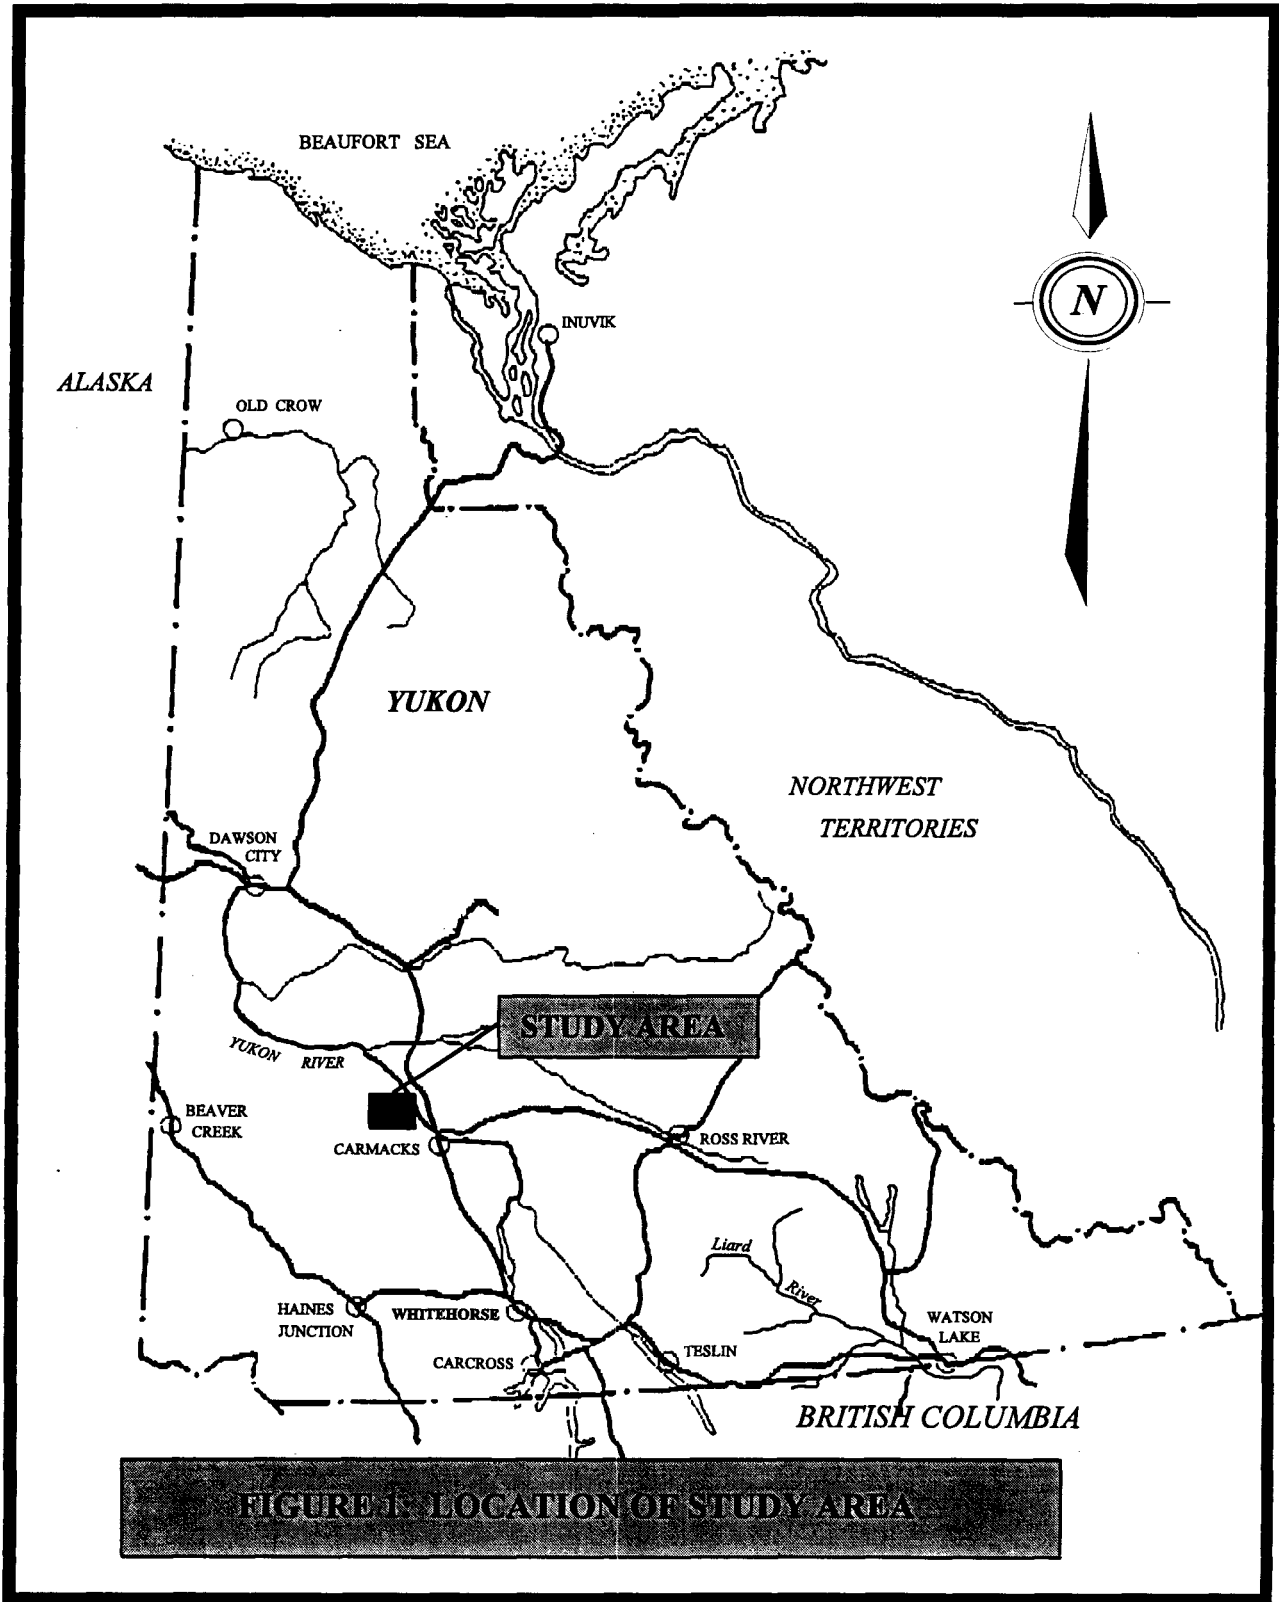 BEAUFORT SEA
N
INUVIK
ALASKA
OLD CROW
YUKON
NORTHWEST
TERRITORIES
DAWSON
CITY
STUDY AREA
YUKON RIVER
BEAVER
CREEK
CARMACKS
ROSS RIVER
Liard
River
HAINES
JUNCTION
WHITEHORSE
WATSON
LAKE
CARCROSS
TESLIN
BRITISH COLUMBIA
FIGURE 1: LOCATION OF STUDY AREA